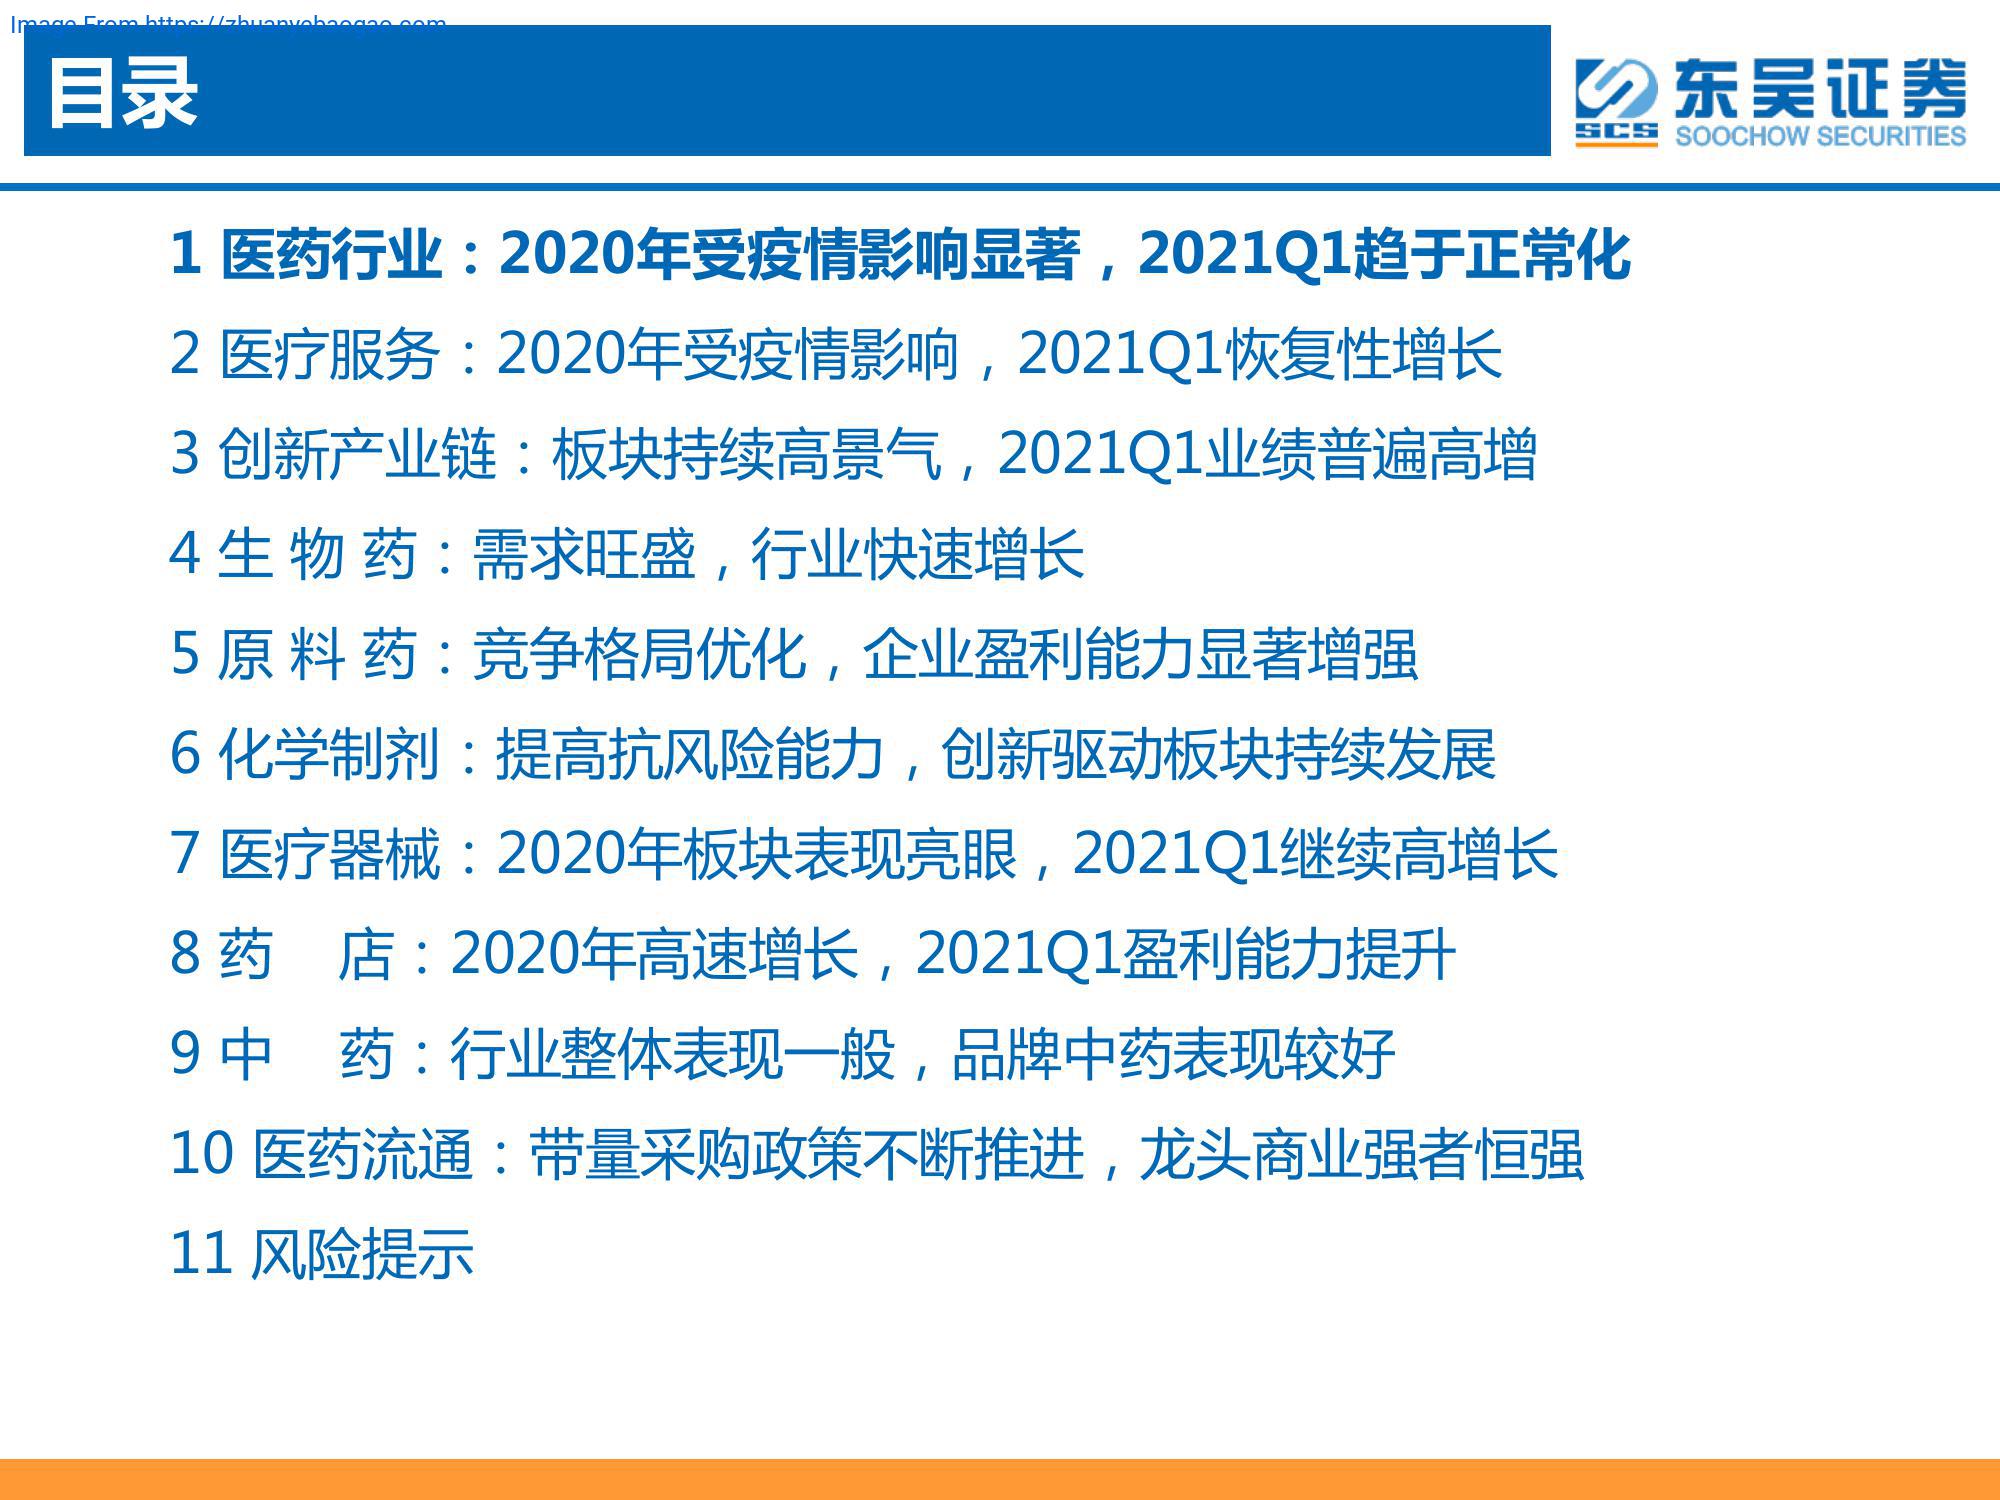 Image From https://zhuanyebaogao.com
目录
东吴证券
SCS
SOOCHOW SECURITIES
1 医药行业：2020年受疫情影响显著，2021Q1趋于正常化
2 医疗服务：2020年受疫情影响，2021Q1恢复性增长
3 创新产业链：板块持续高景气，2021Q1业绩普遍高增
4 生 物 药：需求旺盛，行业快速增长
5 原 料 药：竞争格局优化，企业盈利能力显著增强
6 化学制剂：提高抗风险能力，创新驱动板块持续发展
7 医疗器械：2020年板块表现亮眼，2021Q1继续高增长
8 药    店：2020年高速增长，2021Q1盈利能力提升
9 中    药：行业整体表现一般，品牌中药表现较好
10 医药流通：带量采购政策不断推进，龙头商业强者恒强
11 风险提示